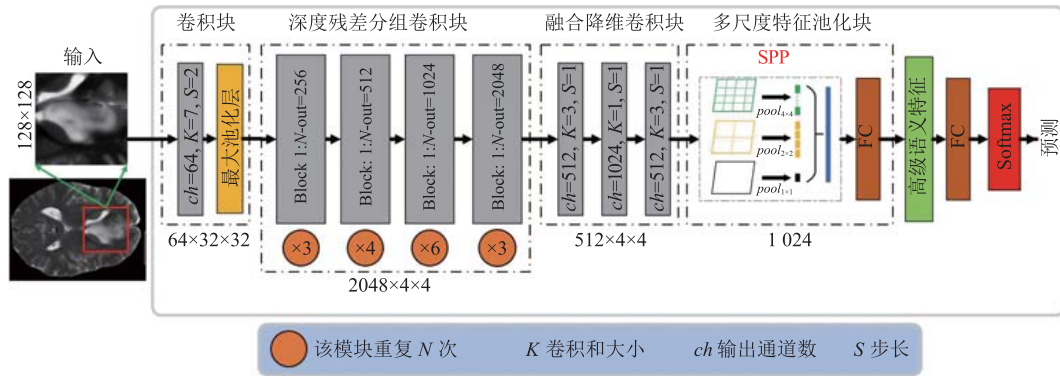 输入
128×128
卷积块
ch=64, K=7, S=2
最大池化层
64×32×32
深度残差分组卷积块
Block 1:N-out=256
Block: 1:N-out=512
Block: 1:N-out=1024
Block: 1:N-out=2048
×3
×4
×6
×3
2048×4×4
融合降维卷积块
ch=512, K=3, S=1
ch=1024, K=1, S=1
ch=512, K=3, S=1
512×4×4
多尺度特征池化块
SPP
pool4×4
pool2×2
pool1×1
FC
1 024
高级语义特征
FC
Softmax
预测
该模块重复 N 次 K 卷积和大小 ch 输出通道数 S 步长